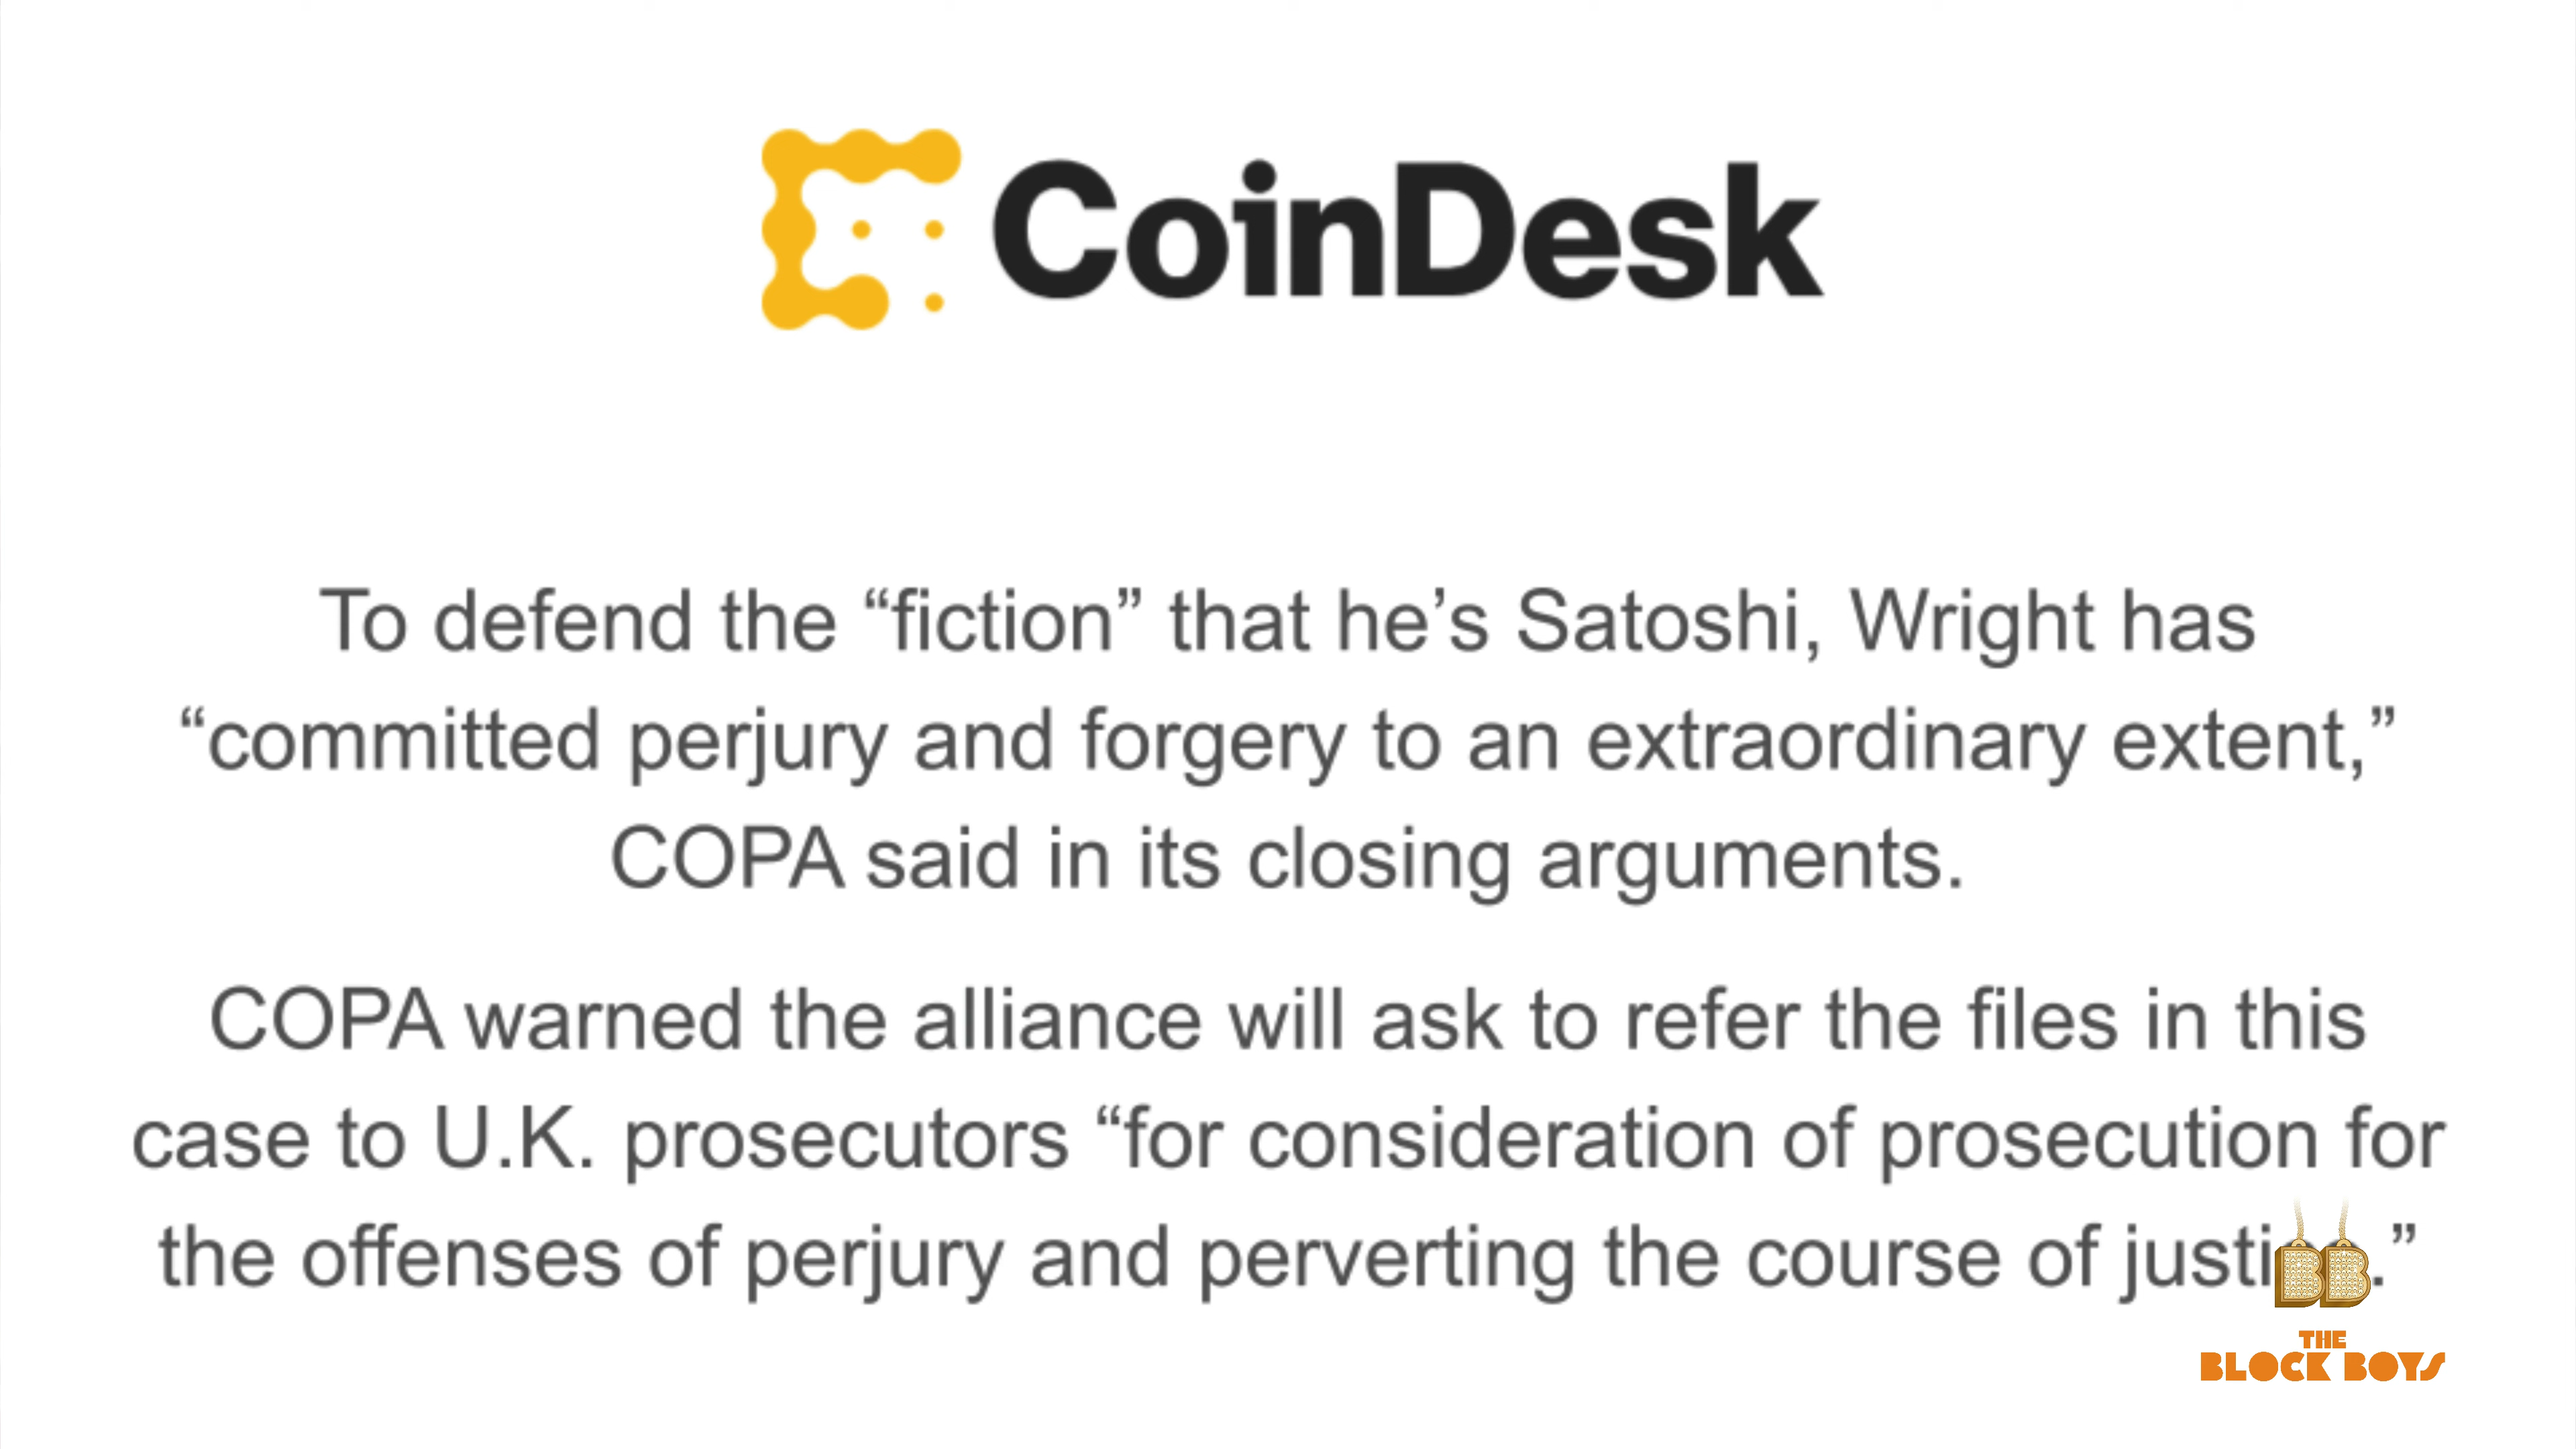 CoinDesk
To defend the “fiction” that he’s Satoshi, Wright has
“committed perjury and forgery to an extraordinary extent,”
COPA said in its closing arguments.
COPA warned the alliance will ask to refer the files in this
case to U.K. prosecutors “for consideration of prosecution for
the offenses of perjury and perverting the course of justi .”
BB
THE
BLOCK BOYS